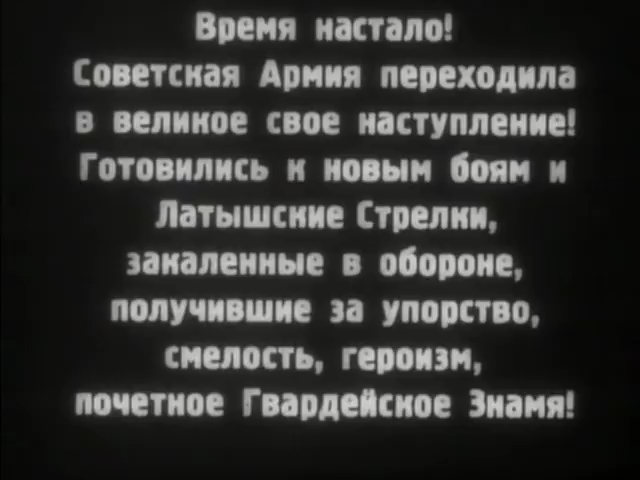 Время настало!
Советская Армия переходила
в великое свое наступление!
Готовились к новым боям и
Латышские Стрелки,
закаленные в обороне,
получившие за упорство,
смелость, героизм,
почетное Гвардейское Знамя!